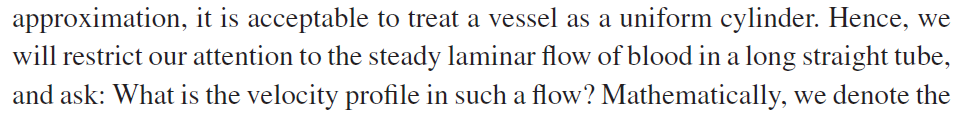 approximation, it is acceptable to treat a vessel as a uniform cylinder. Hence, we
will restrict our attention to the steady laminar flow of blood in a long straight tube,
and ask: What is the velocity profile in such a flow? Mathematically, we denote the